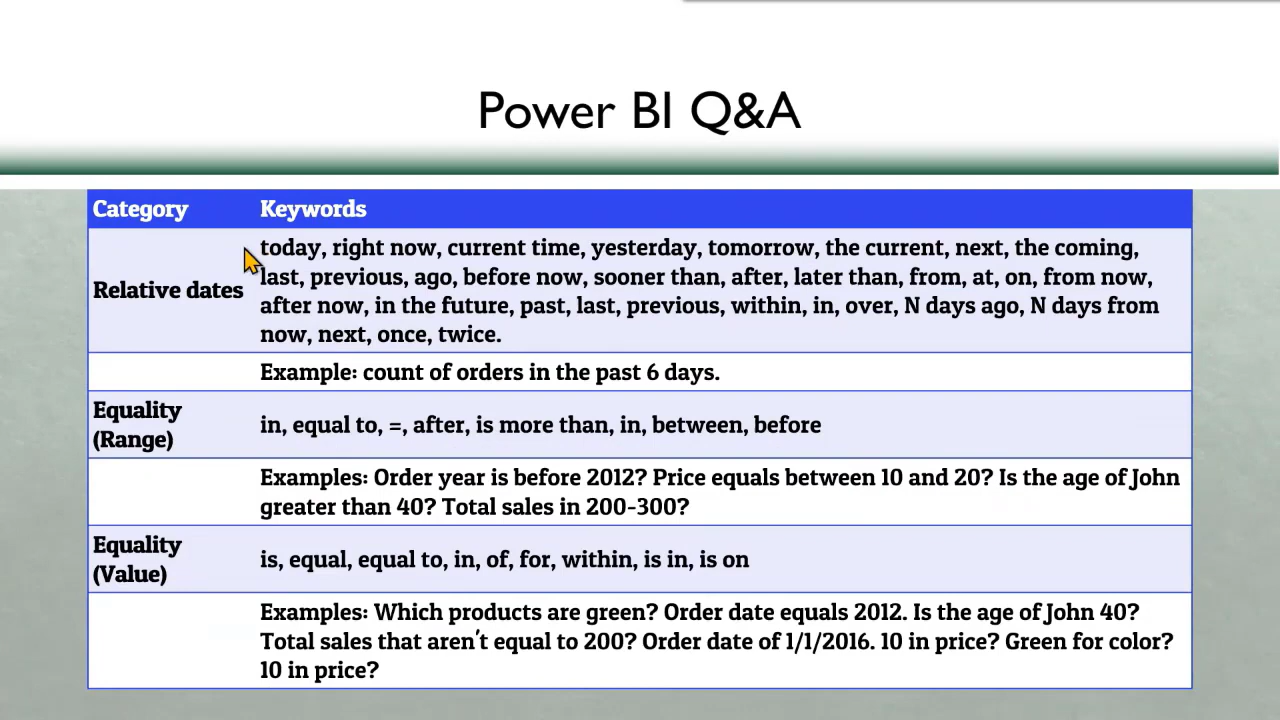 Power BI Q&A
Category Keywords
Relative dates
today, right now, current time, yesterday, tomorrow, the current, next, the coming,
last, previous, ago, before now, sooner than, after, later than, from, at, on, from now,
after now, in the future, past, last, previous, within, in, over, N days ago, N days from
now, next, once, twice.
Example: count of orders in the past 6 days.
Equality
(Range)
in, equal to, =, after, is more than, in, between, before
Examples: Order year is before 2012? Price equals between 10 and 20? Is the age of John
greater than 40? Total sales in 200-300?
Equality
(Value)
is, equal, equal to, in, of, for, within, is in, is on
Examples: Which products are green? Order date equals 2012. Is the age of John 40?
Total sales that aren't equal to 200? Order date of 1/1/2016. 10 in price? Green for color?
10 in price?